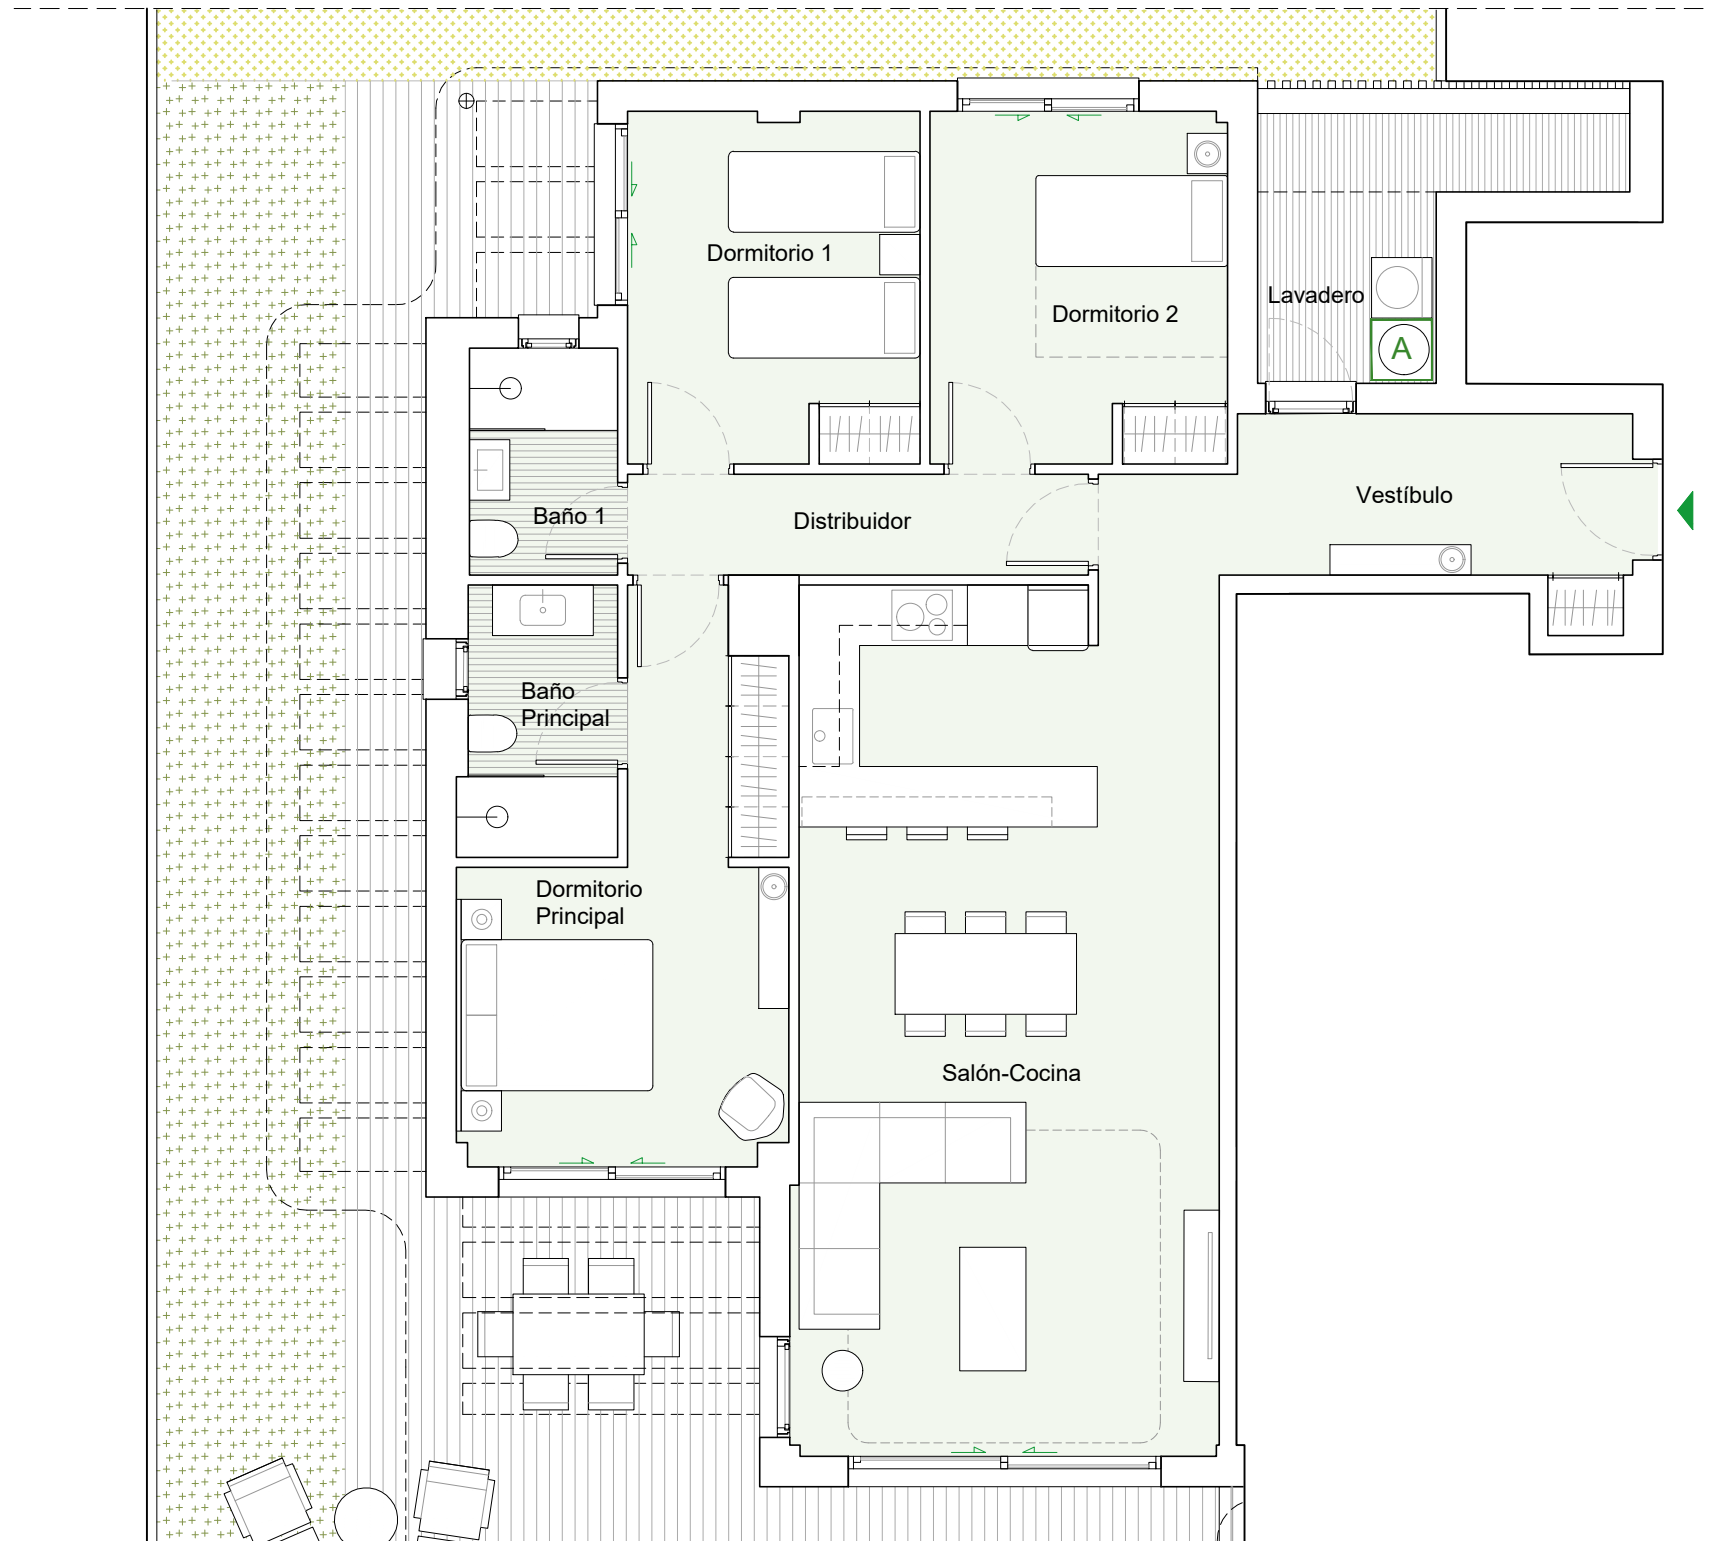 Dormitorio 1
Dormitorio 2
Lavadero
A
Vestíbulo
Baño 1
Distribuidor
Baño
Principal
Dormitorio
Principal
Salón-Cocina